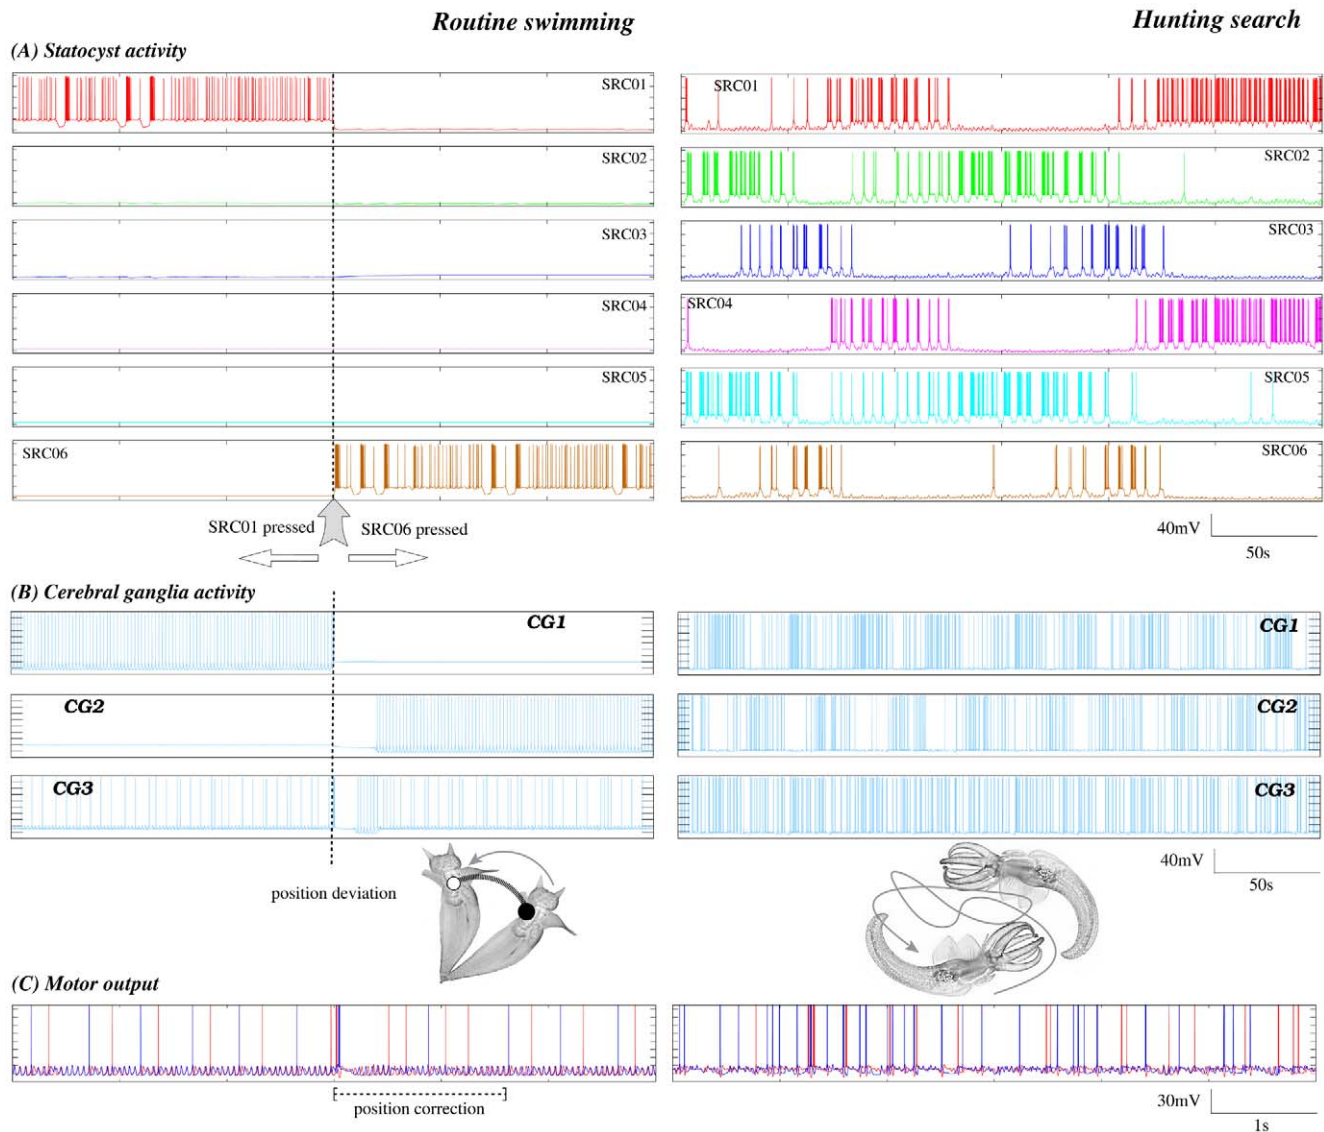 Routine swimming
Hunting search
(A) Statocyst activity
SRC01
SRC02
SRC03
SRC04
SRC05
SRC06
SRC01
SRC02
SRC03
SRC04
SRC05
SRC06
SRC01 pressed
SRC06 pressed
40mV
50s
(B) Cerebral ganglia activity
CG1
CG2
CG3
CG1
CG2
CG3
position deviation
40mV
50s
(C) Motor output
position correction
30mV
1s